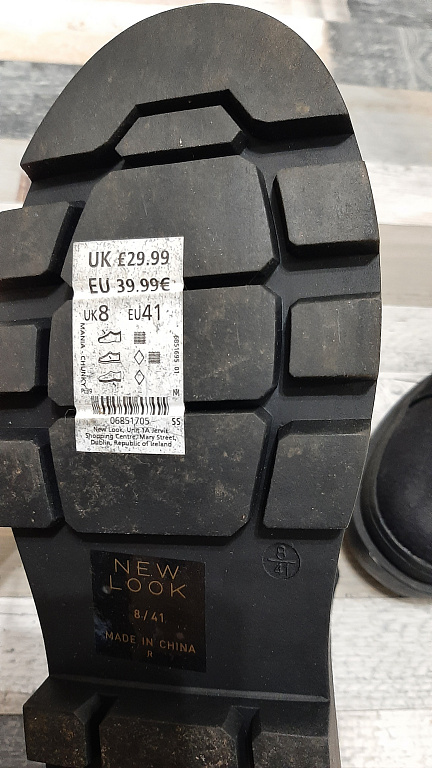 UK £29.99
EU 39.99€
UK8 EU41
MANIA-CHUNKY
6851695 01
06851705 SS
New Look, Unit 1A Jervis
Shopping Centre, Mary Street,
Dublin, Republic of Ireland
8
41
NEW
LOOK
8/41
MADE IN CHINA
R